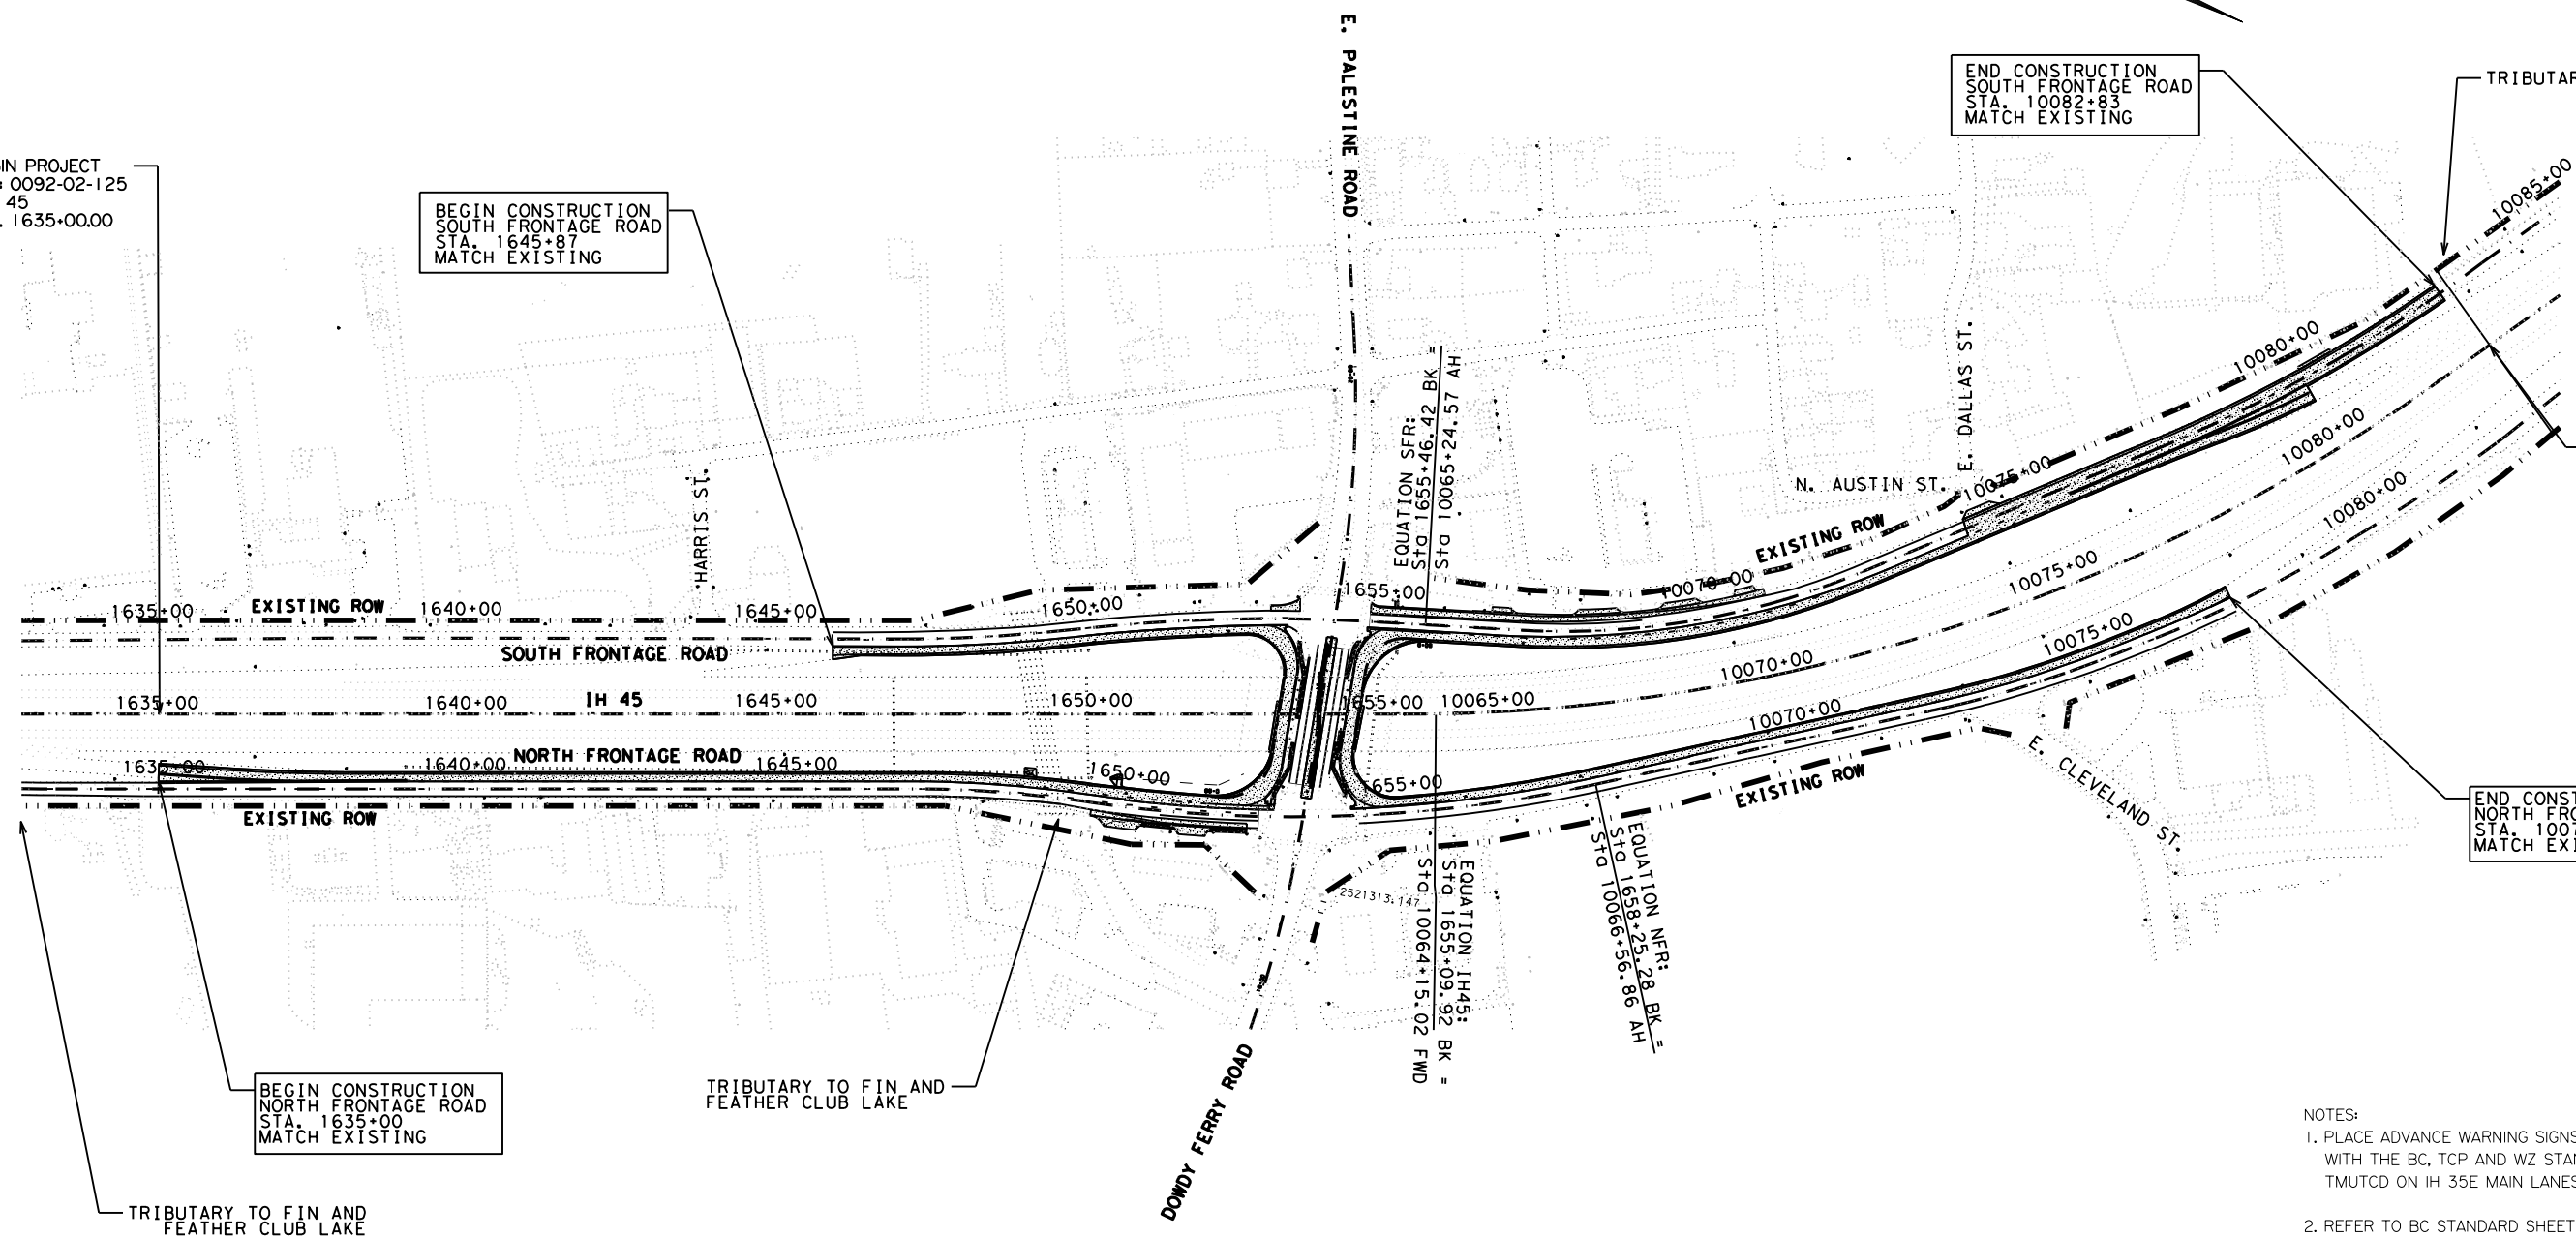 E. PALESTINE ROAD
END CONSTRUCTION
SOUTH FRONTAGE ROAD
STA. 10082+83
MATCH EXISTING
PROJECT
0092-02-125
45
1635+00.00
BEGIN CONSTRUCTION
SOUTH FRONTAGE ROAD
STA. 1645+87
MATCH EXISTING
10085+00
10080+00
10080+00
10080+00
E. DALLAS ST.
N. AUSTIN ST.
10075+00
EXISTING ROW
10070+00
EQUATION SFR:
Sta 1655+46.42 BK =
Sta 10065+24.57 AH
HARRIS ST.
1635+00
EXISTING ROW
1640+00
1645+00
1650+00
1655+00
SOUTH FRONTAGE ROAD
10075+00
10075+00
10070+00
1635+00
1640+00
IH 45
1645+00
1650+00
1655+00
10065+00
10070+00
NORTH FRONTAGE ROAD
1635+00
1640+00
1645+00
1650+00
655+00
EXISTING ROW
EXISTING ROW
E. CLEVELAND ST.
2521313.147
EQUATION IH45:
Sta 1655+09.92 BK =
Sta 10064+15.02 FWD
EQUATION NFR:
Sta 1658+25.28 BK =
Sta 10066+56.86 AH
END
NORTH
STA.
MATCH
DOWDY FERRY ROAD
TRIBUTARY TO FIN AND
FEATHER CLUB LAKE
BEGIN CONSTRUCTION
NORTH FRONTAGE ROAD
STA. 1635+00
MATCH EXISTING
TRIBUTARY TO FIN AND
FEATHER CLUB LAKE
NOTES:
1. PLACE ADVANCE WARNING SIGNS
WITH THE BC, TCP AND WZ
TMUTCD ON IH 35E MAIN LANES
2. REFER TO BC STANDARD SHEET